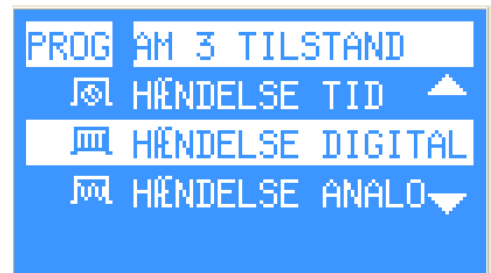 PROG AM 3 TILSTAND
HÆNDELSE TID
HÆNDELSE DIGITAL
HÆNDELSE ANALO